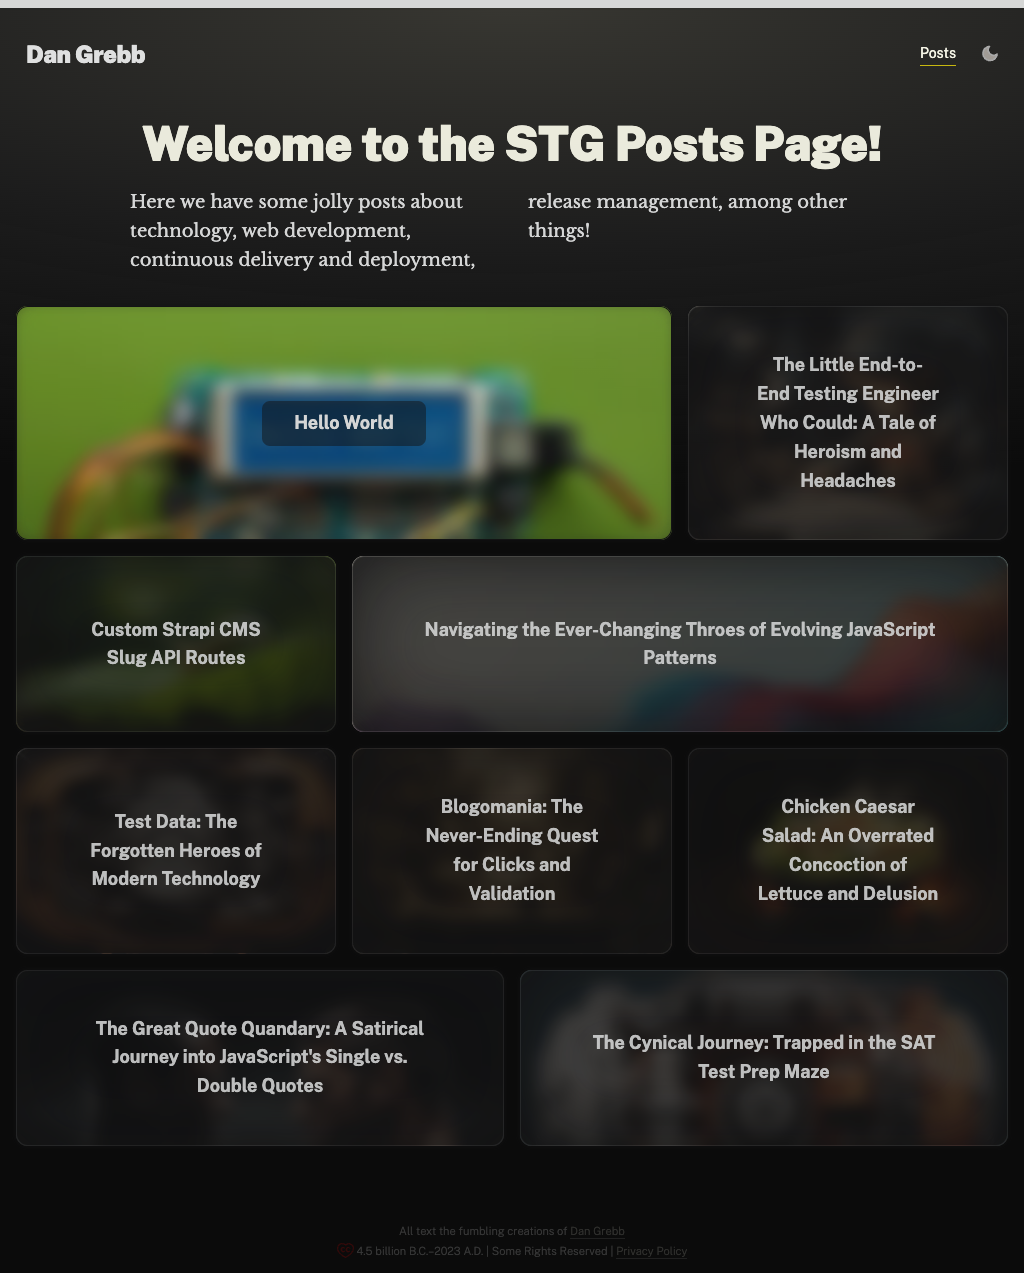 Dan Grebb
Posts
Welcome to the STG Posts Page!
Here we have some jolly posts about
technology, web development,
continuous delivery and deployment,
release management, among other
things!
Hello World
The Little End-to-
End Testing Engineer
Who Could: A Tale of
Heroism and
Headaches
Custom Strapi CMS
Slug API Routes
Navigating the Ever-Changing Throes of Evolving JavaScript
Patterns
Test Data: The
Forgotten Heroes of
Modern Technology
Blogomania: The
Never-Ending Quest
for Clicks and
Validation
Chicken Caesar
Salad: An Overrated
Concoction of
Lettuce and Delusion
The Great Quote Quandary: A Satirical
Journey into JavaScript's Single vs.
Double Quotes
The Cynical Journey: Trapped in the SAT
Test Prep Maze
All text the fumbling creations of Dan Grebb
4.5 billion B.C.–2023 A.D. | Some Rights Reserved | Privacy Policy